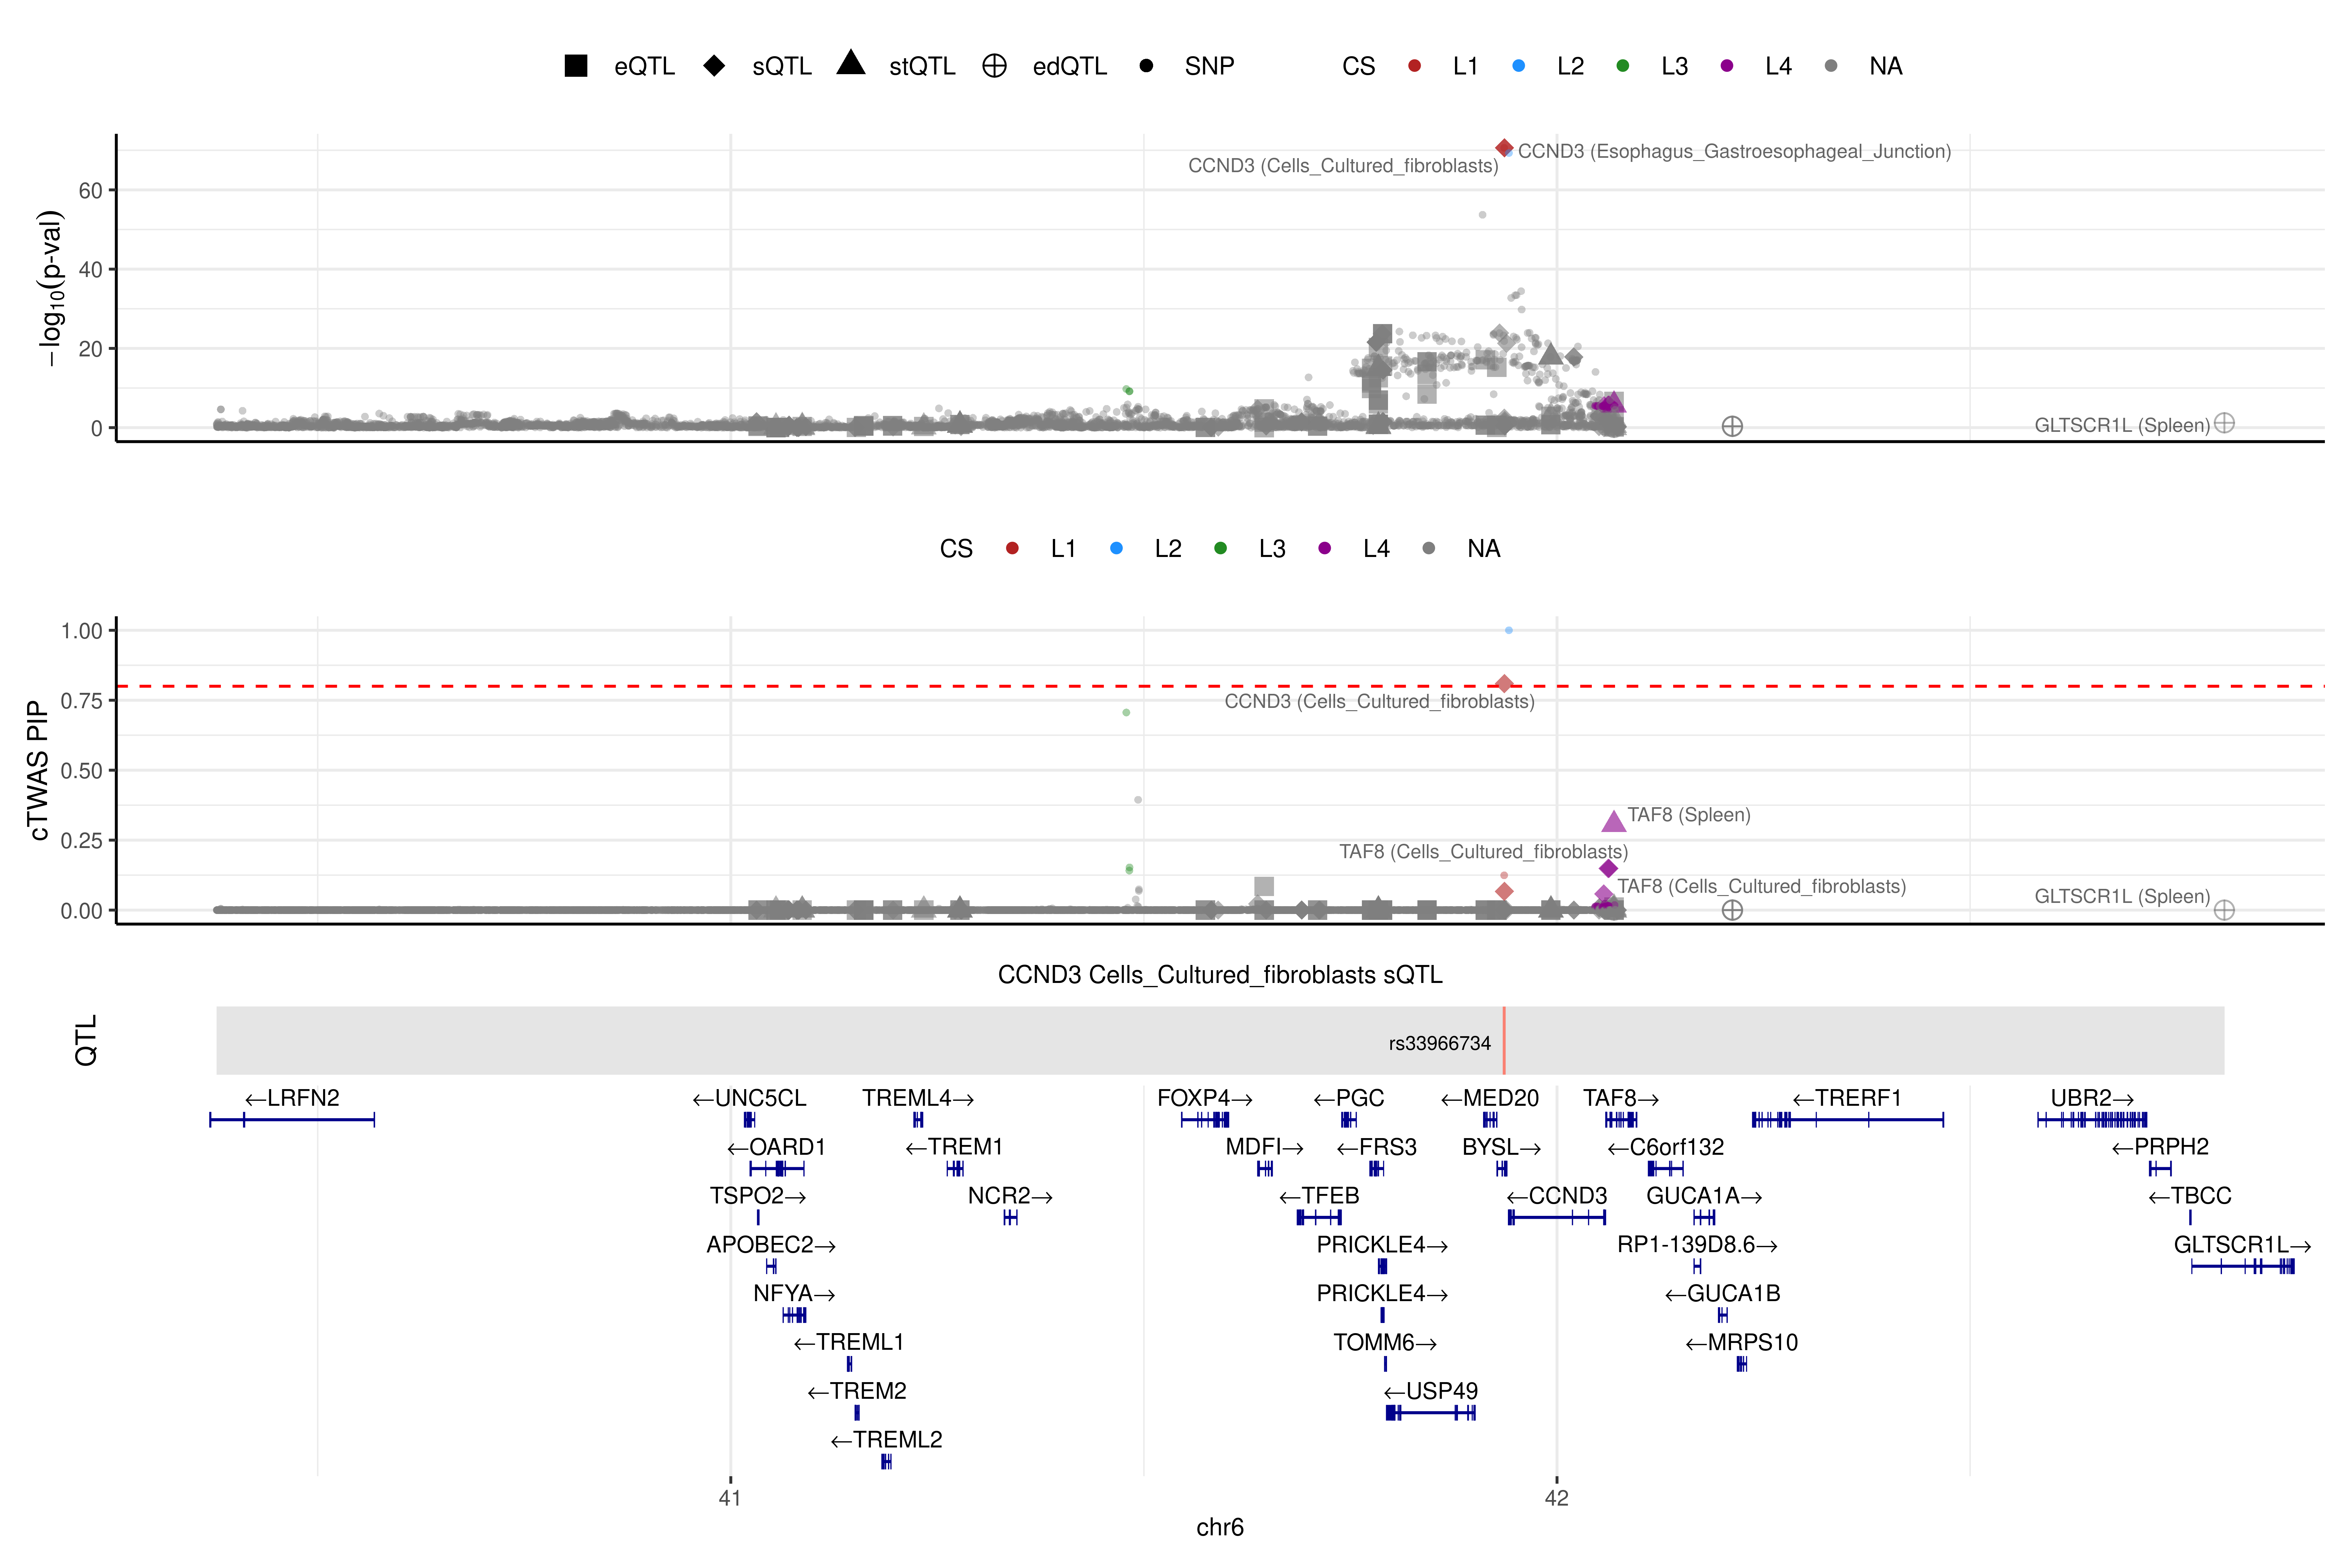 eQTL sQTL stQTL edQTL SNP CS L1 L2 L3 L4 NA
CCND3 (Esophagus_Gastroesophageal_Junction)
CCND3 (Cells_Cultured_fibroblasts)
60
40
20
0
−log10(p-val)
GLTSCR1L (Spleen)
CS L1 L2 L3 L4 NA
1.00
0.75
0.50
0.25
0.00
cTWAS PIP
CCND3 (Cells_Cultured_fibroblasts)
TAF8 (Spleen)
TAF8 (Cells_Cultured_fibroblasts)
TAF8 (Cells_Cultured_fibroblasts)
GLTSCR1L (Spleen)
CCND3 Cells_Cultured_fibroblasts sQTL
QTL
rs33966734
←LRFN2 ←UNC5CL TREML4→ FOXP4→ ←PGC ←MED20 TAF8→ ←TRERF1 UBR2→
←OARD1 ←TREM1 MDFI→ ←FRS3 BYSL→ ←C6orf132 ←PRPH2
TSPO2→ NCR2→ ←TFEB ←CCND3 GUCA1A→ ←TBCC
APOBEC2→ PRICKLE4→ RP1-139D8.6→ GLTSCR1L→
NFYA→ PRICKLE4→ ←GUCA1B
←TREML1 TOMM6→ ←MRPS10
←TREM2 ←USP49
←TREML2
41 42
chr6